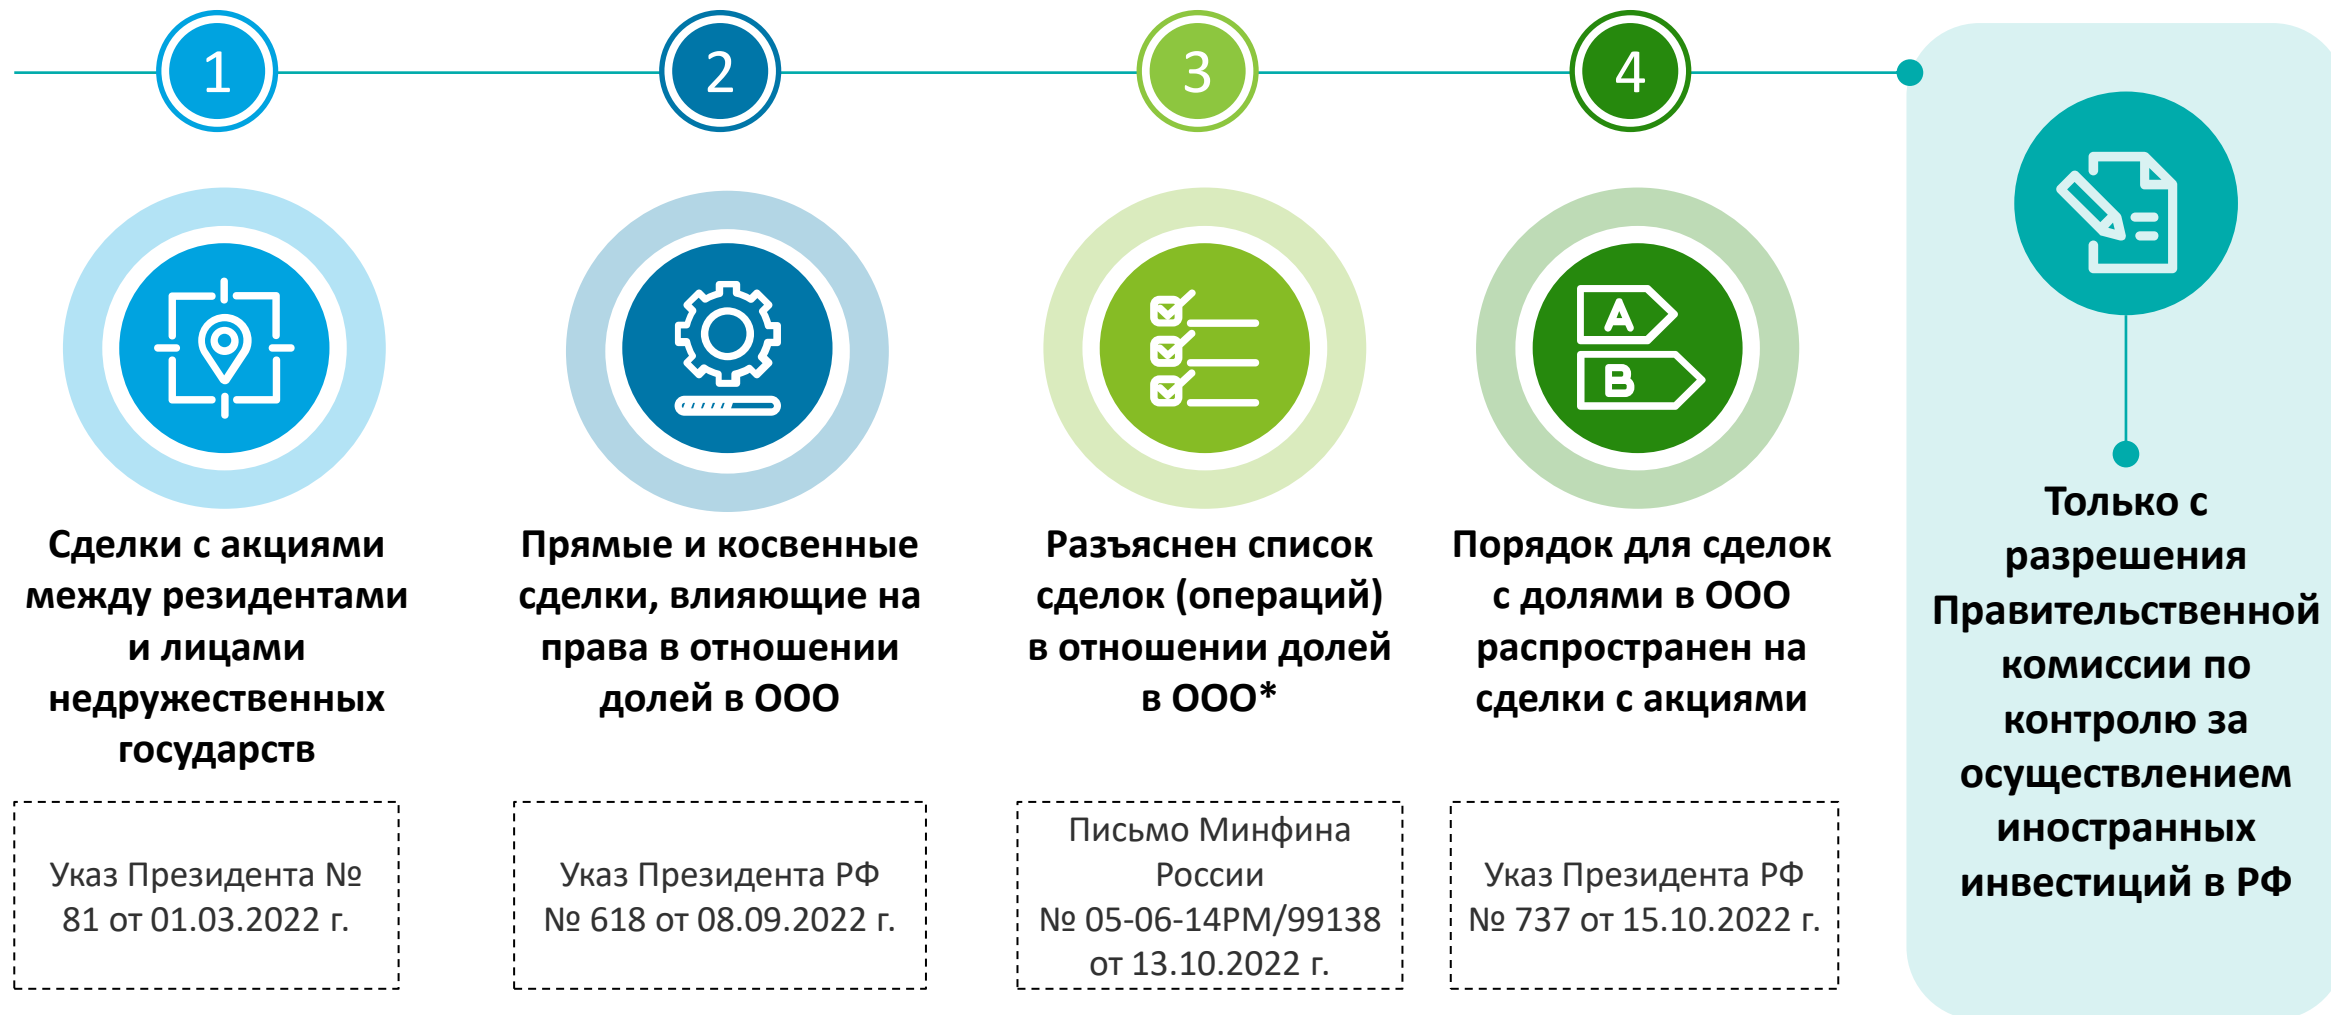 1
2
3
4
Сделки с акциями
между резидентами
и лицами
недружественных
государств
Указ Президента №
81 от 01.03.2022 г.
Прямые и косвенные
сделки, влияющие на
права в отношении
долей в ООО
Указ Президента РФ
№ 618 от 08.09.2022 г.
Разъяснен список
сделок (операций)
в отношении долей
в ООО*
Письмо Минфина
России
№ 05-06-14РМ/99138
от 13.10.2022 г.
A
B
Порядок для сделок
с долями в ООО
распространен на
сделки с акциями
Указ Президента РФ
№ 737 от 15.10.2022 г.
Только с
разрешения
Правительственной
комиссии по
контролю за
осуществлением
иностранных
инвестиций в РФ